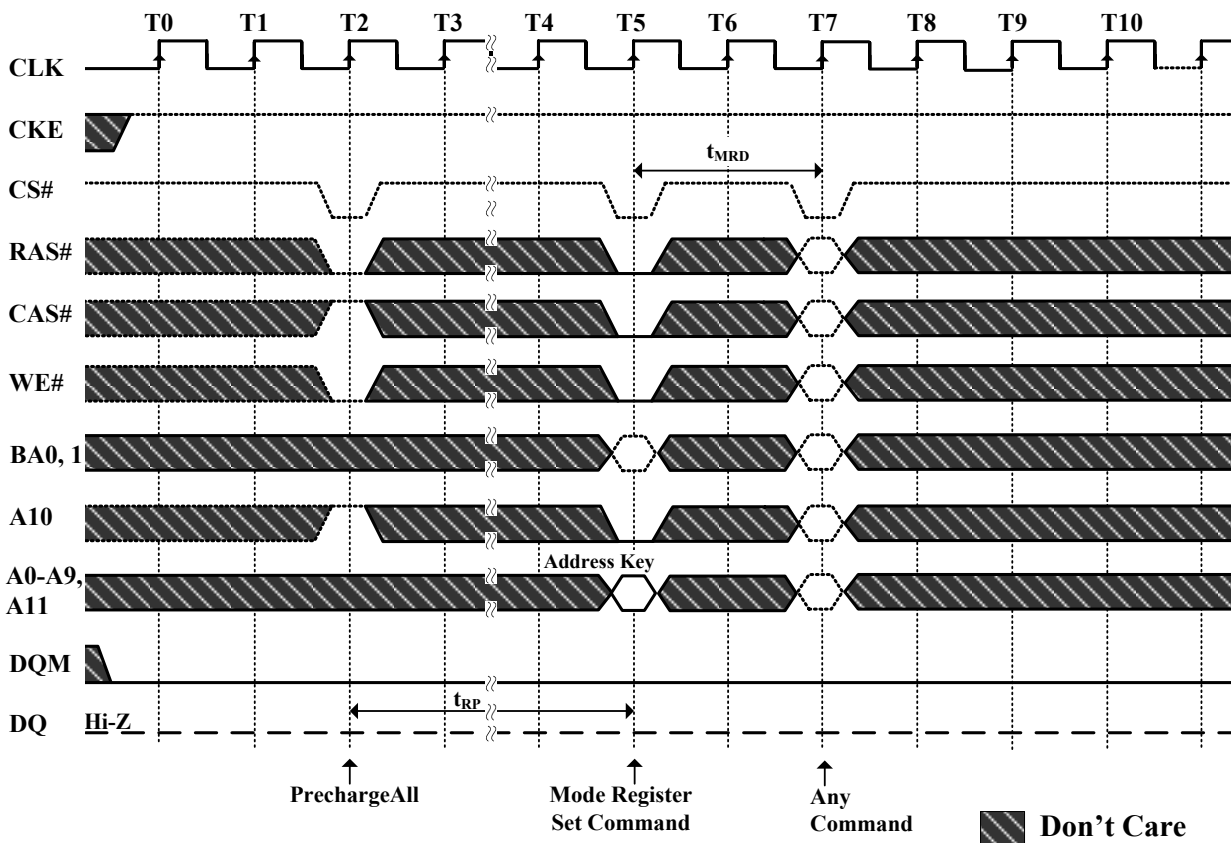 T0 T1 T2 T3 T4 T5 T6 T7 T8 T9 T10
CLK
CKE
tMRD
CS#
RAS#
CAS#
WE#
BA0, 1
A10
Address Key
A0-A9,
A11
DQM
tRP
DQ
Hi-Z
PrechargeAll
Mode Register
Set Command
Any
Command
Don't Care